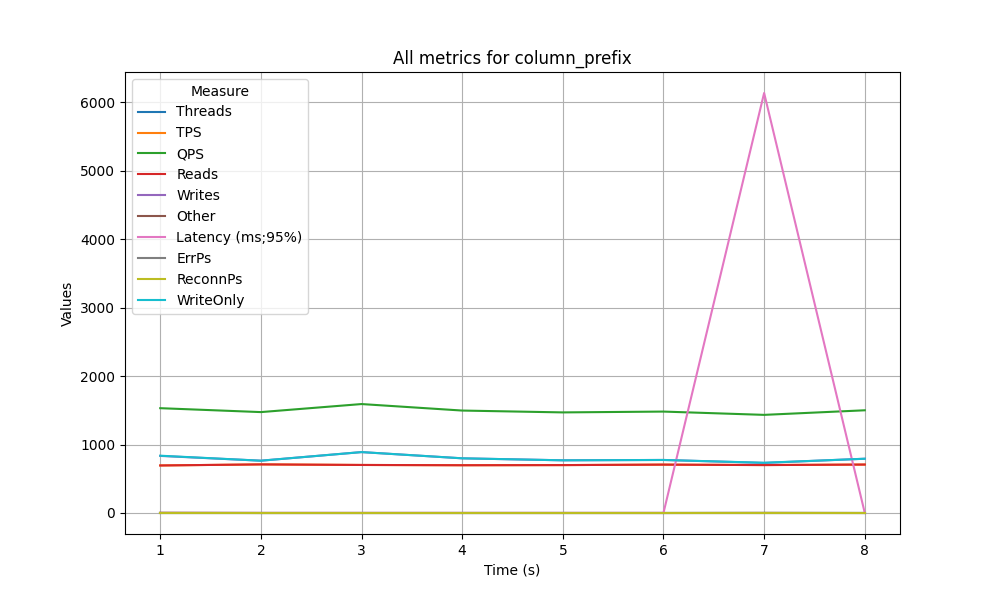 All metrics for column_prefix
Measure
Threads
TPS
QPS
Reads
Writes
Other
Latency (ms;95%)
ErrPs
ReconnPs
WriteOnly
Values
6000
5000
4000
3000
2000
1000
0
1 2 3 4 5 6 7 8
Time (s)